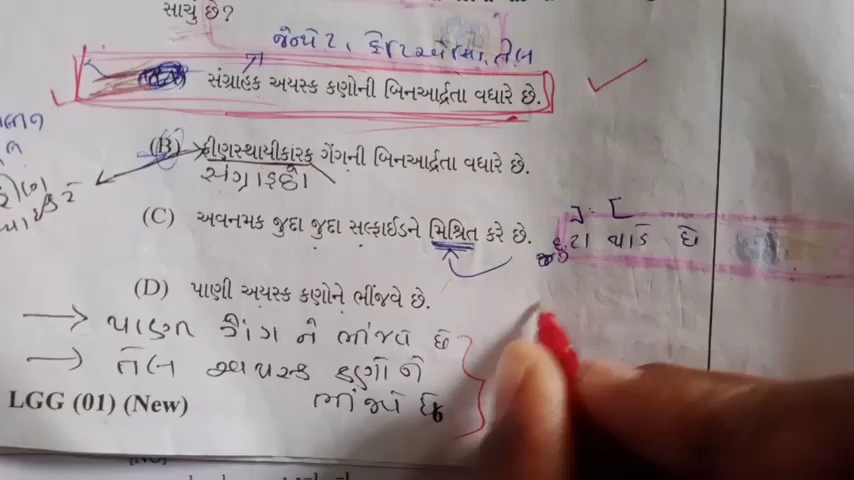 સાચું છે?
સંગ્રાહક અયસ્ક કણોની બિનઆર્દ્રતા વધારે છે.
(B) ફીણસ્થાયીકારક ગેંગની બિનઆર્દ્રતા વધારે છે.
સંગ્રાહકો
(C) અવનમક જુદા જુદા સલ્ફાઈડને મિશ્રિત કરે છે.
છુટા પાડે છે
(D) પાણી અયસ્ક કણોને ભીંજવે છે.
પાણી ગેંગ ને ભીંજવે છે
તેલ અયસ્ક કણોને
LGG (01) (New)
ભીંજવે છે